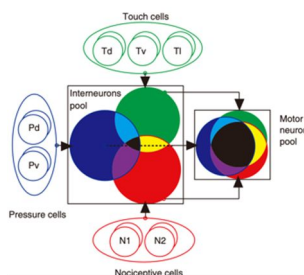 Touch cells
Td Tv Tl
Interneurons
pool
Motor
neuron pool
Pd
Pv
Pressure cells
N1 N2
Nociceptive cells